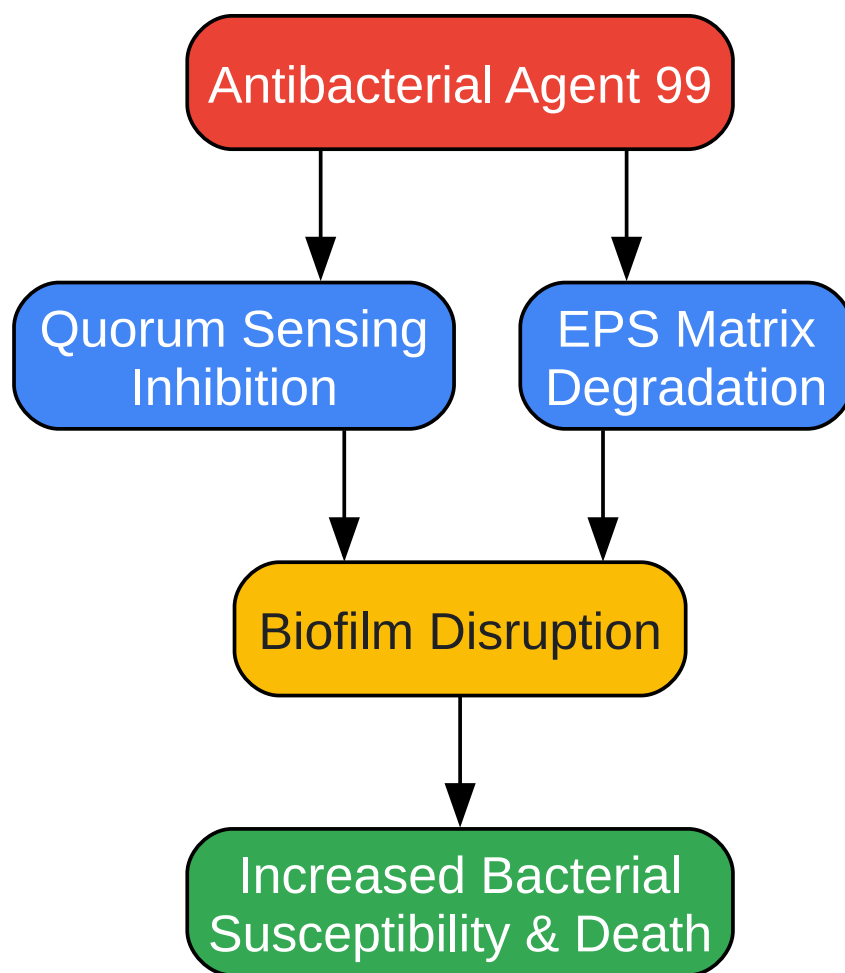 Antibacterial Agent 99
Quorum Sensing
Inhibition
EPS Matrix
Degradation
Biofilm Disruption
Increased Bacterial
Susceptibility & Death